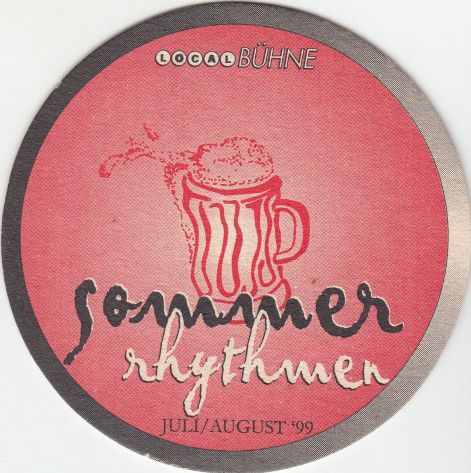 LOCAL BÜHNE
sommer
rhythmen
JULI/AUGUST '99